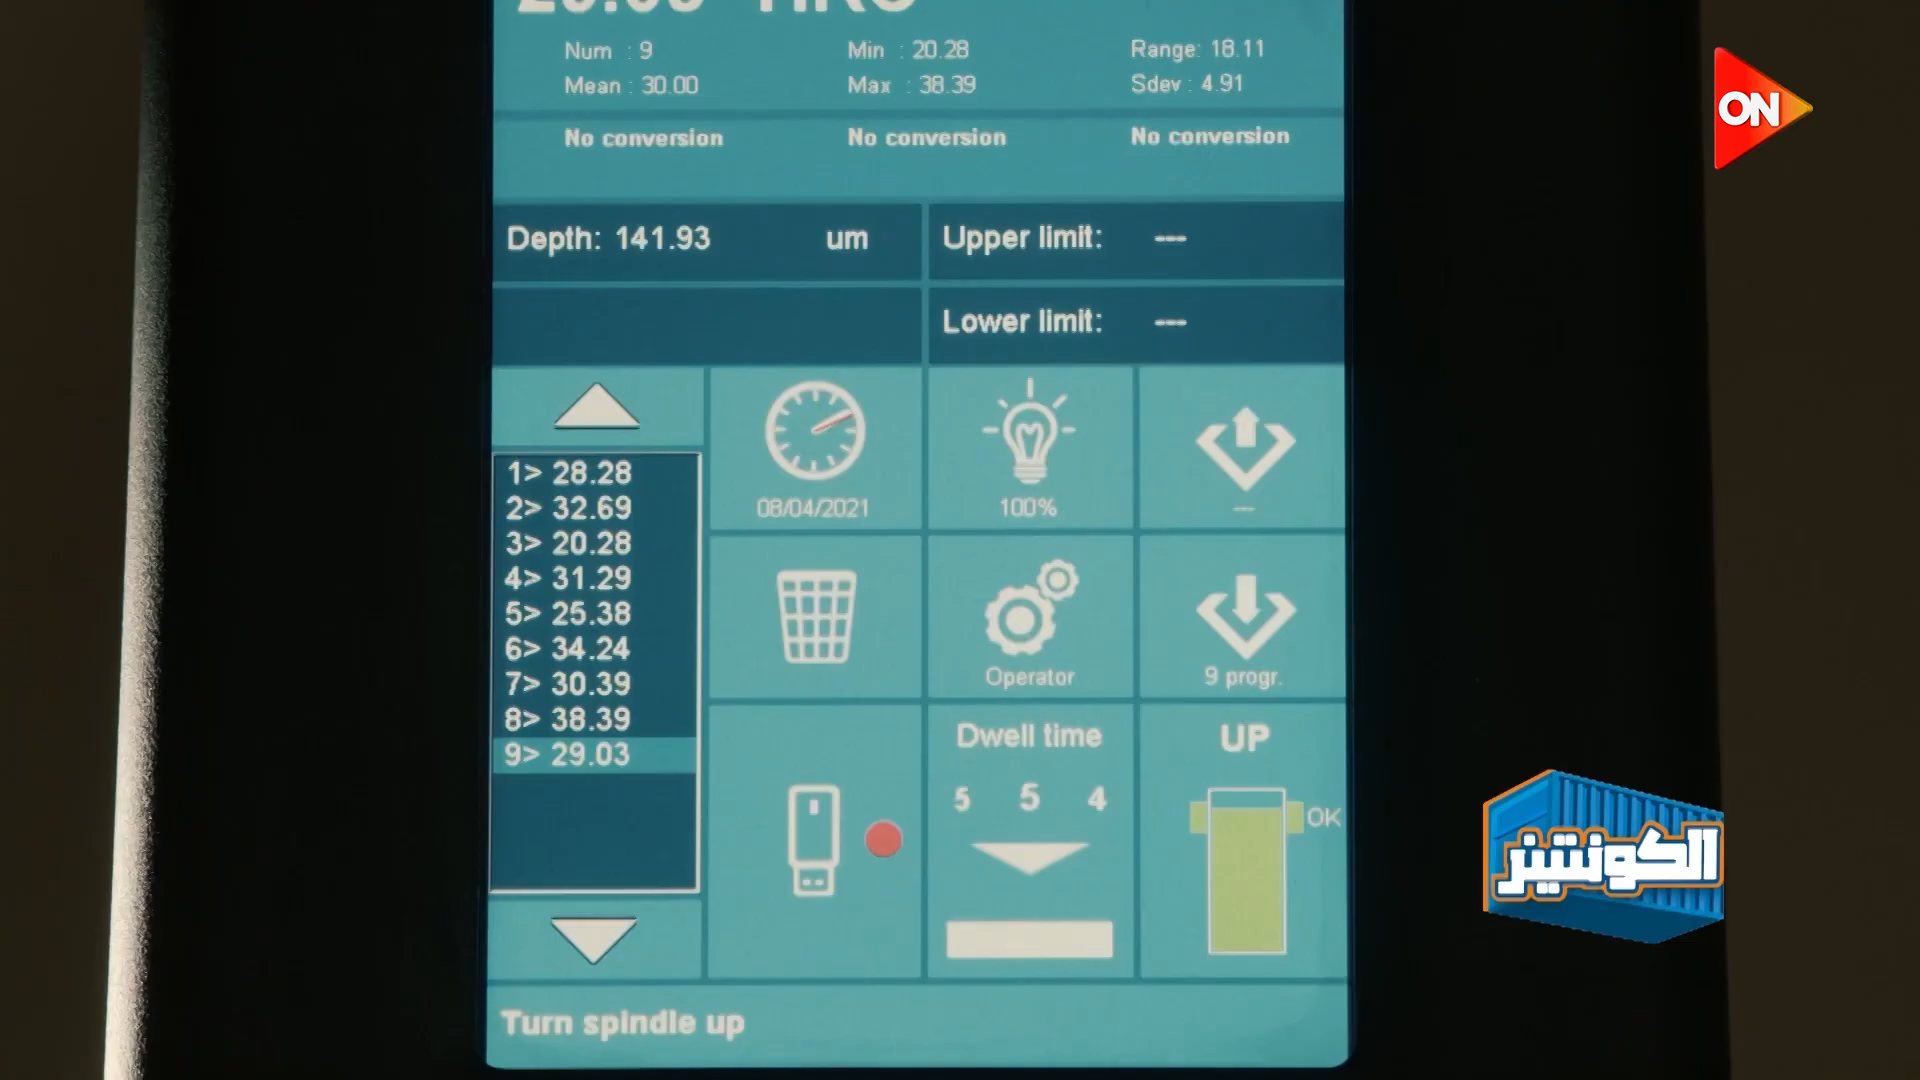 29.03 HRC
Num : 9
Min : 20.28
Range: 18.11
Mean : 30.00
Max : 38.39
Sdev : 4.91
No conversion
No conversion
No conversion
Depth: 141.93 um
Upper limit: ---
Lower limit: ---
1> 28.28
2> 32.69
3> 20.28
4> 31.29
5> 25.38
6> 34.24
7> 30.39
8> 38.39
9> 29.03
08/04/2021
100%
---
Operator
9 progr.
Dwell time
5 5 4
UP
OK
Turn spindle up
ON
الكونتينر